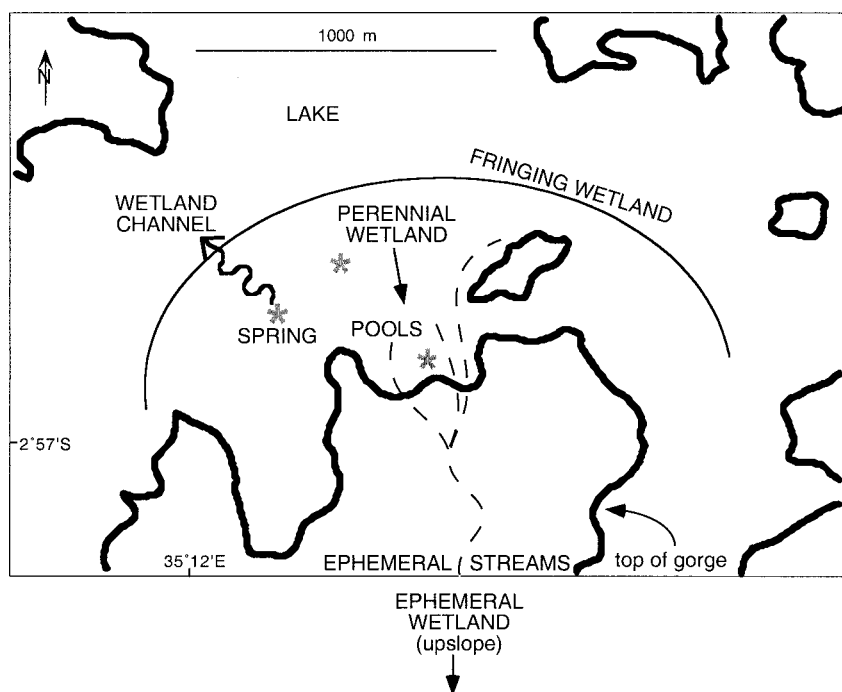 1000 m
N
LAKE
FRINGING WETLAND
WETLAND
CHANNEL
PERENNIAL
WETLAND
SPRING
POOLS
2°57'S
35°12'E
EPHEMERAL STREAMS
top of gorge
EPHEMERAL
WETLAND
(upslope)